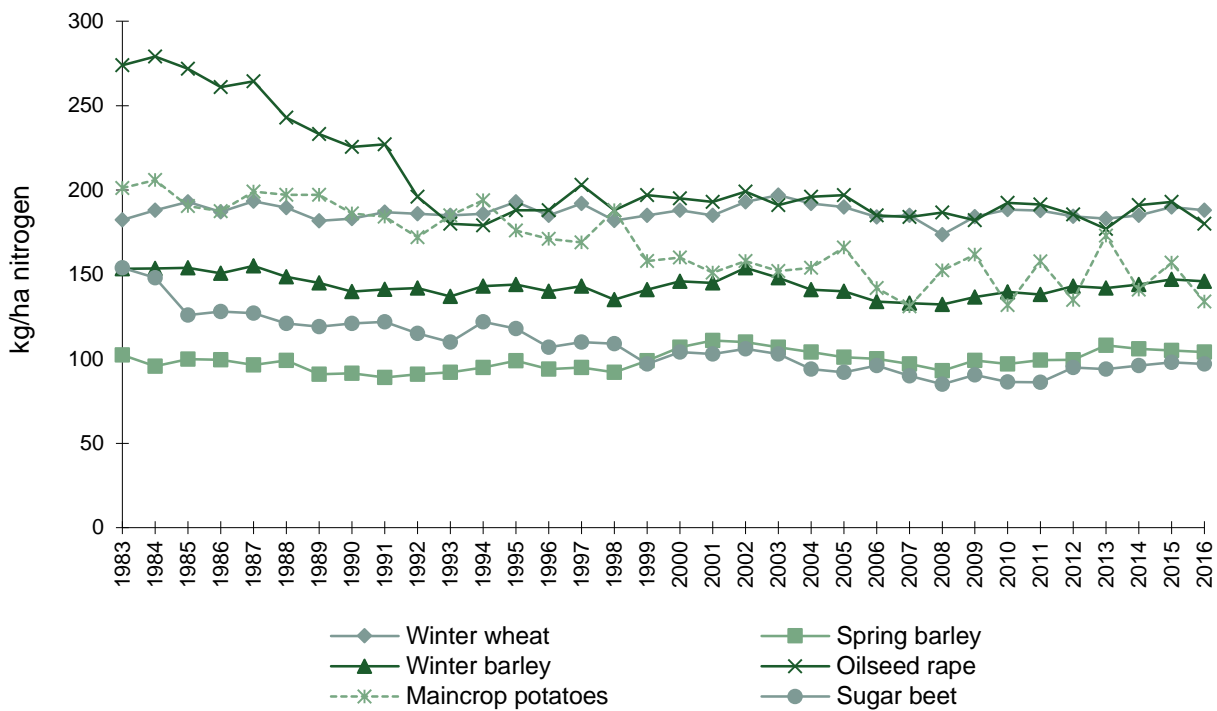 300
250
200
150
100
50
0
kg/ha nitrogen
1983 1984 1985 1986 1987 1988 1989 1990 1991 1992 1993 1994 1995 1996 1997 1998 1999 2000 2001 2002 2003 2004 2005 2006 2007 2008 2009 2010 2011 2012 2013 2014 2015 2016
Winter wheat Spring barley
Winter barley Oilseed rape
Maincrop potatoes Sugar beet